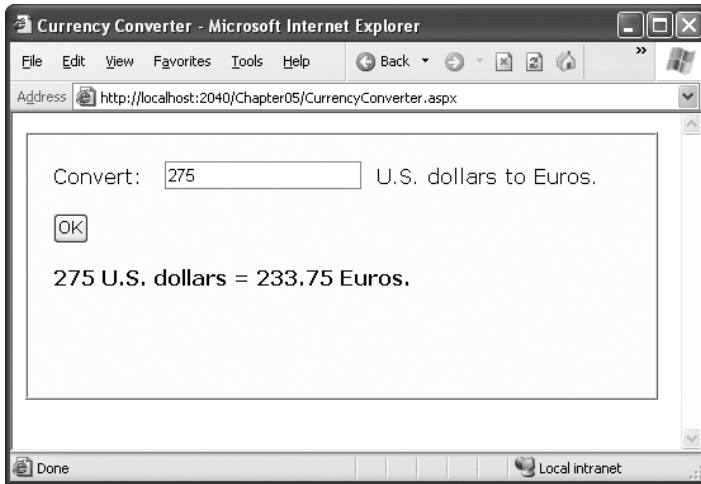 Currency Converter - Microsoft Internet Explorer
File Edit View Favorites Tools Help Back »
Address http://localhost:2040/Chapter05/CurrencyConverter.aspx
Convert: 275 U.S. dollars to Euros.
OK
275 U.S. dollars = 233.75 Euros.
Done Local intranet